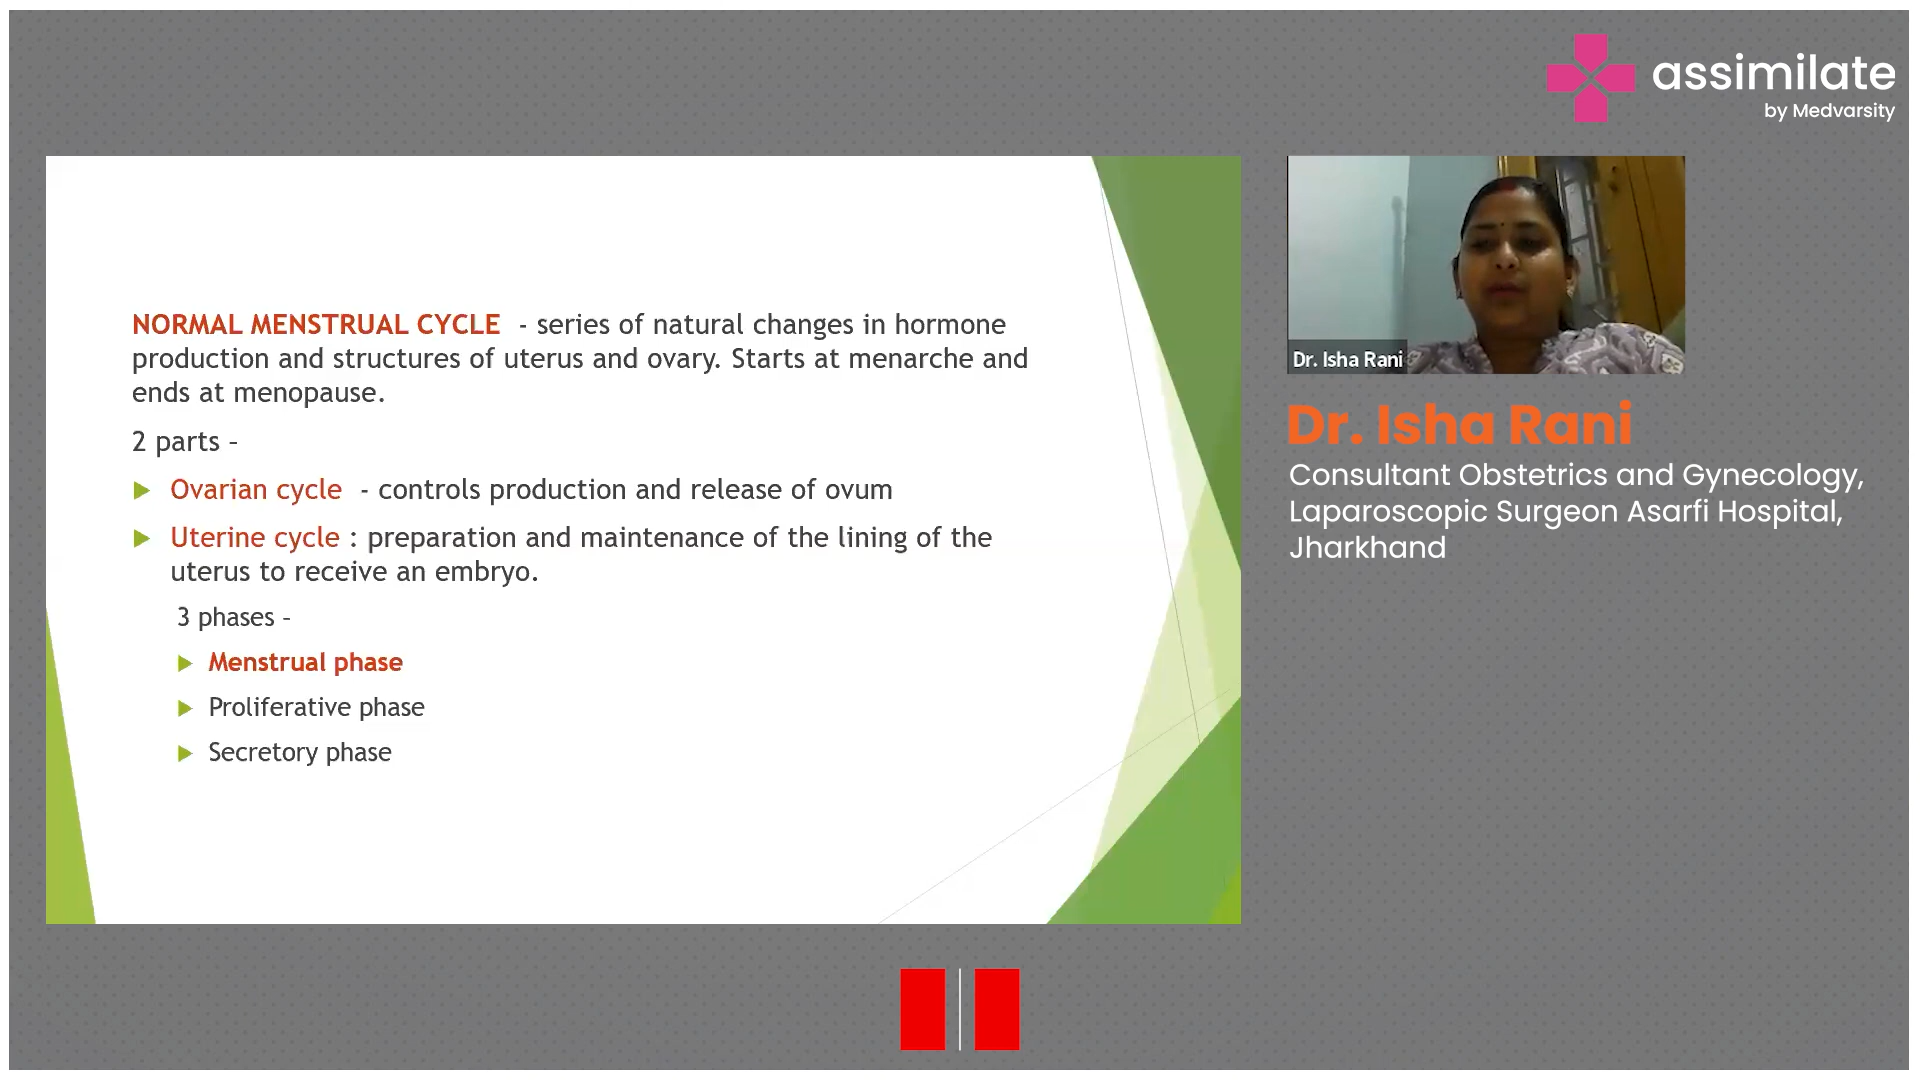 assimilate
by Medvarsity
NORMAL MENSTRUAL CYCLE - series of natural changes in hormone
production and structures of uterus and ovary. Starts at menarche and
ends at menopause.
2 parts –
Ovarian cycle - controls production and release of ovum
Uterine cycle : preparation and maintenance of the lining of the
uterus to receive an embryo.
3 phases –
Menstrual phase
Proliferative phase
Secretory phase
Dr. Isha Rani
Dr. Isha Rani
Consultant Obstetrics and Gynecology,
Laparoscopic Surgeon Asarfi Hospital,
Jharkhand